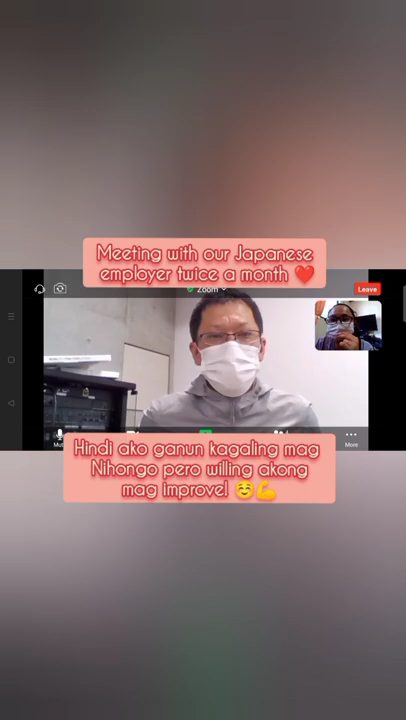 Meeting with our Japanese
employer twice a month ❤️
Zoom
Leave
Hindi ako ganun kagaling mag
Nihongo pero willing akong
mag improve! ☺️💪
More